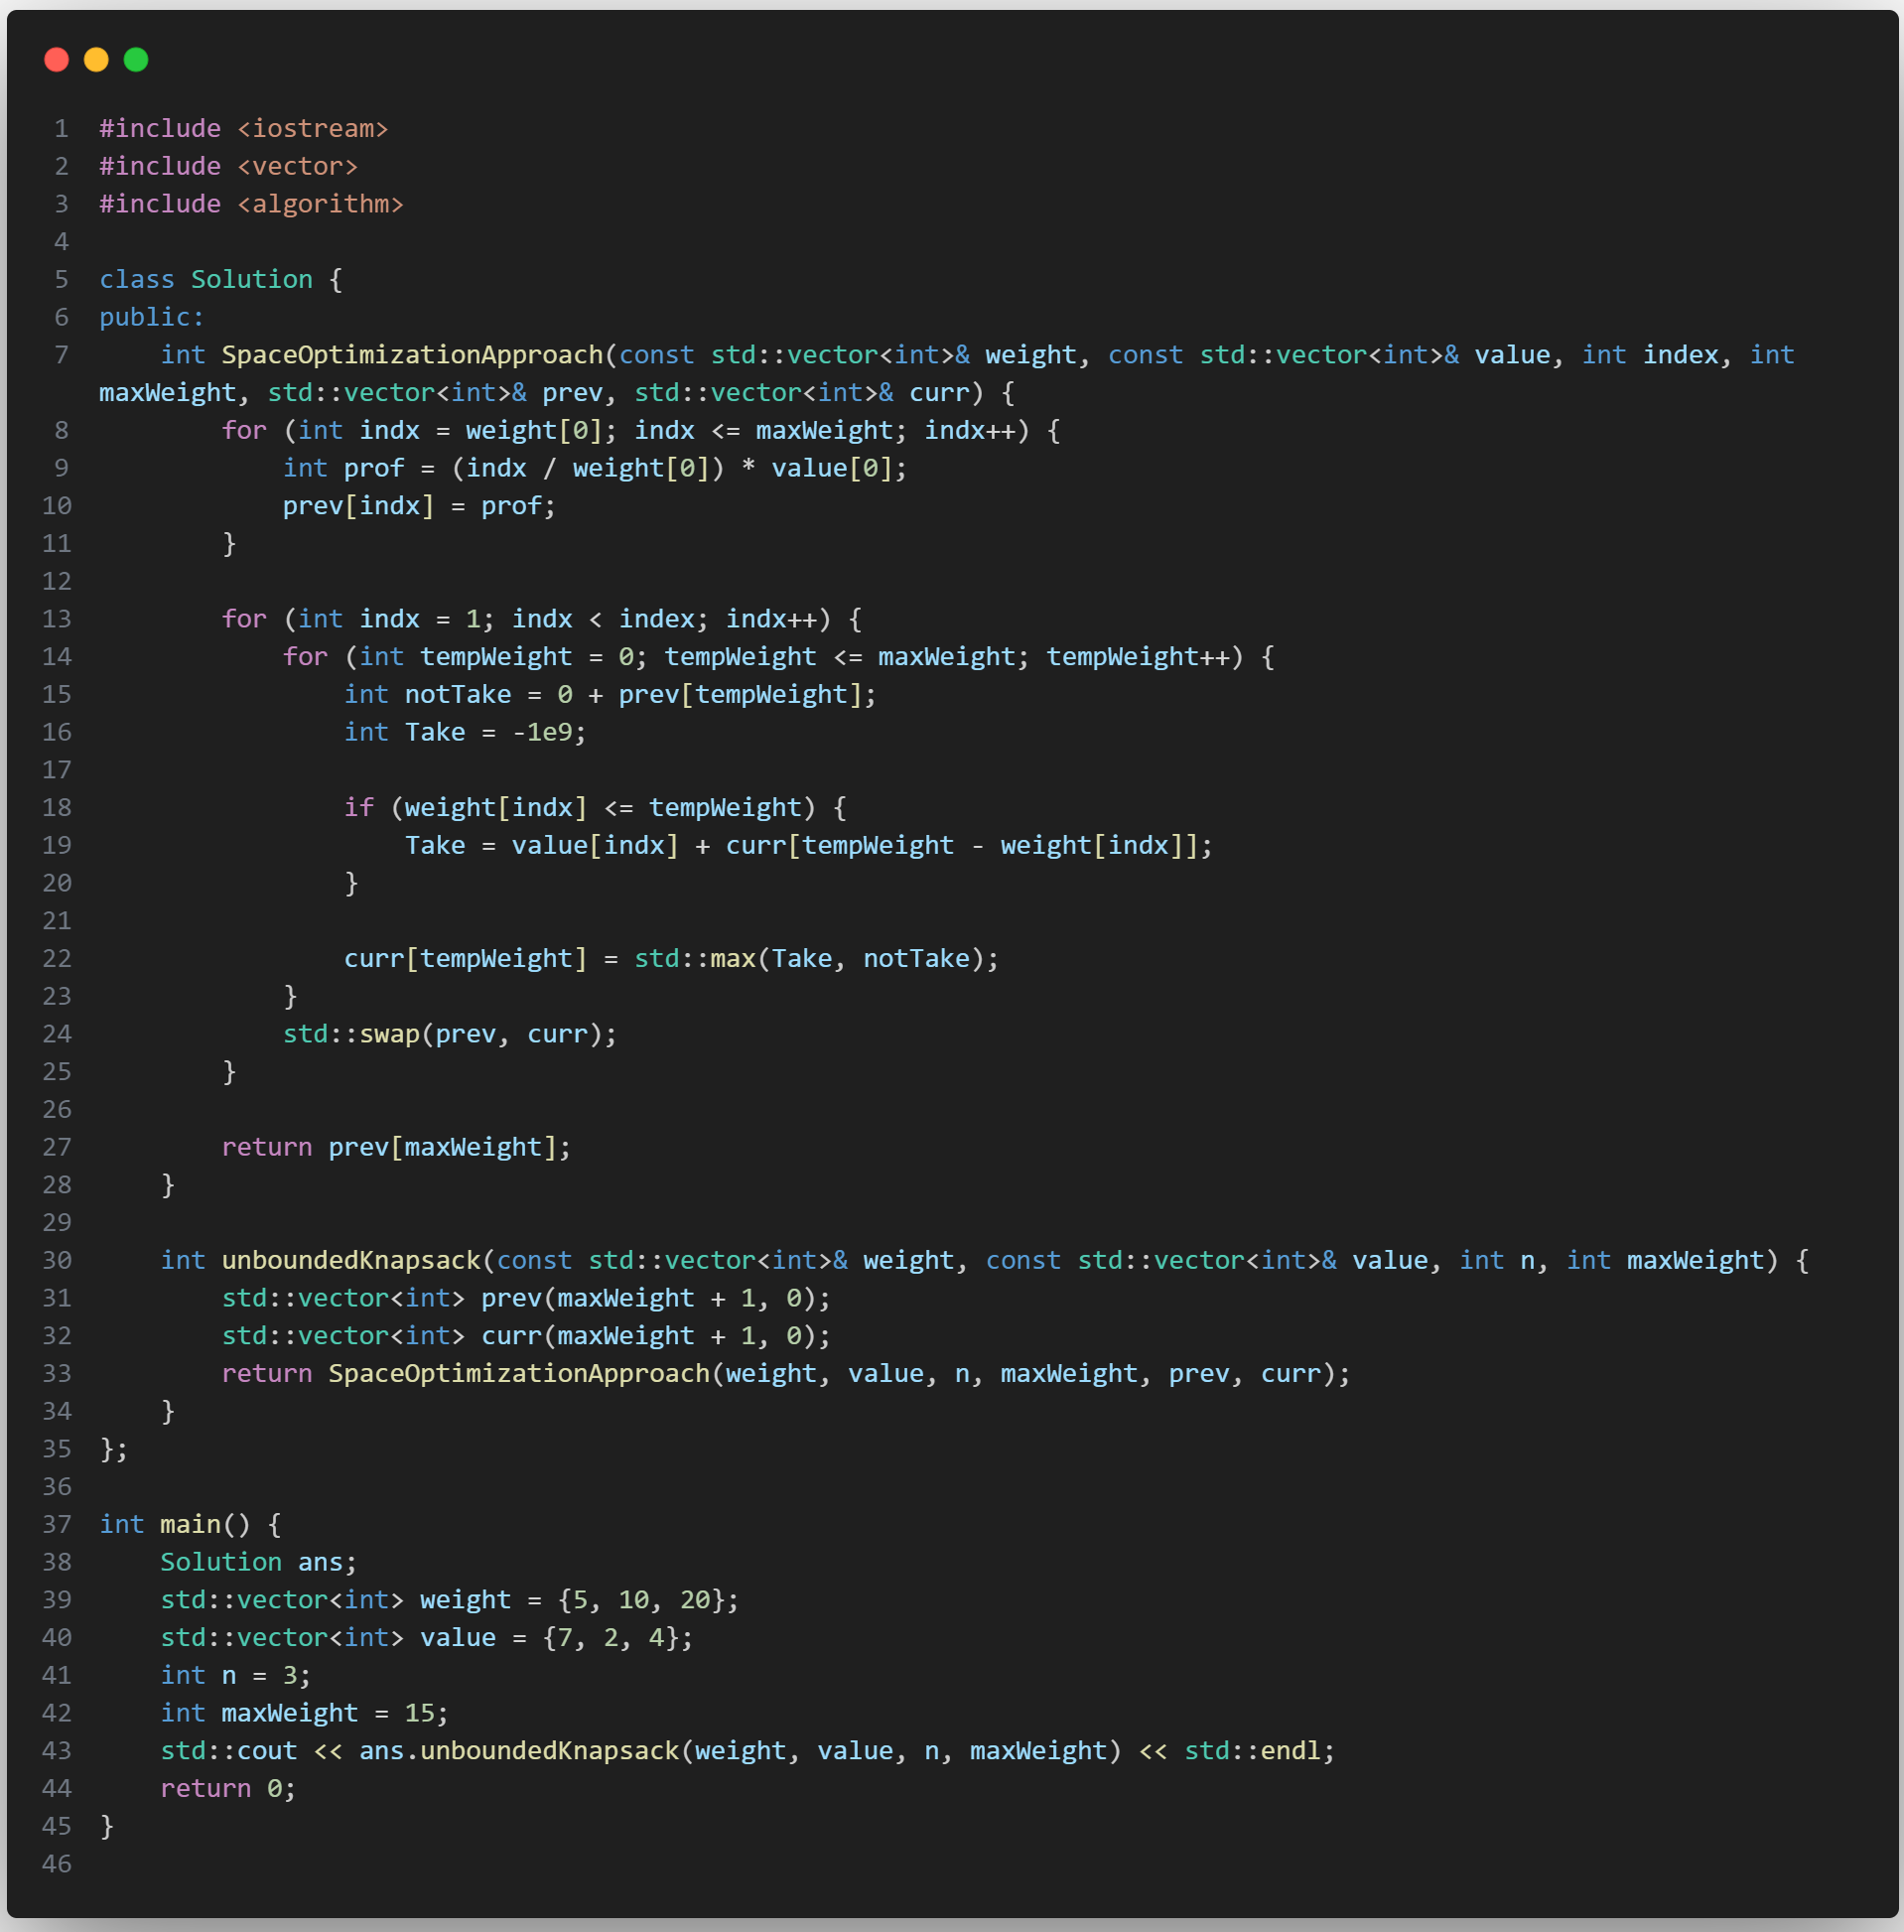 1 #include <iostream>
2 #include <vector>
3 #include <algorithm>
4
5 class Solution {
6 public:
7     int SpaceOptimizationApproach(const std::vector<int>& weight, const std::vector<int>& value, int index, int
maxWeight, std::vector<int>& prev, std::vector<int>& curr) {
8         for (int indx = weight[0]; indx <= maxWeight; indx++) {
9             int prof = (indx / weight[0]) * value[0];
10             prev[indx] = prof;
11         }
12
13         for (int indx = 1; indx < index; indx++) {
14             for (int tempWeight = 0; tempWeight <= maxWeight; tempWeight++) {
15                 int notTake = 0 + prev[tempWeight];
16                 int Take = -1e9;
17
18                 if (weight[indx] <= tempWeight) {
19                     Take = value[indx] + curr[tempWeight - weight[indx]];
20                 }
21
22                 curr[tempWeight] = std::max(Take, notTake);
23             }
24             std::swap(prev, curr);
25         }
26
27         return prev[maxWeight];
28     }
29
30     int unboundedKnapsack(const std::vector<int>& weight, const std::vector<int>& value, int n, int maxWeight) {
31         std::vector<int> prev(maxWeight + 1, 0);
32         std::vector<int> curr(maxWeight + 1, 0);
33         return SpaceOptimizationApproach(weight, value, n, maxWeight, prev, curr);
34     }
35 };
36
37 int main() {
38     Solution ans;
39     std::vector<int> weight = {5, 10, 20};
40     std::vector<int> value = {7, 2, 4};
41     int n = 3;
42     int maxWeight = 15;
43     std::cout << ans.unboundedKnapsack(weight, value, n, maxWeight) << std::endl;
44     return 0;
45 }
46